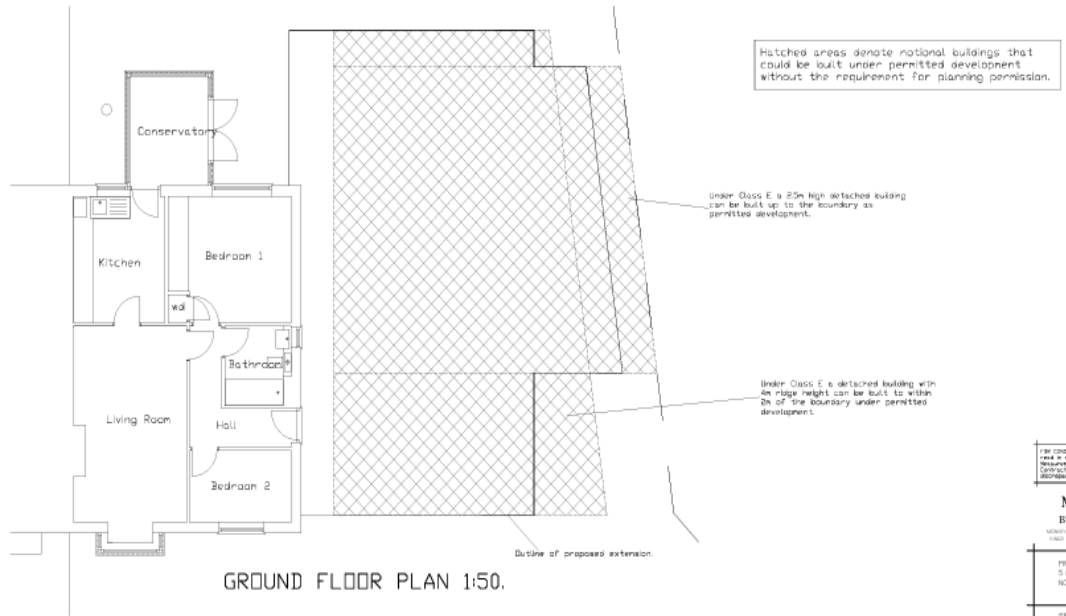 Hatched areas denote notional buildings that
could be built under permitted development
without the requirement for planning permission.
Conservatory
Under Class E a 2.5m high detached building
can be built up to the boundary as
permitted development.
Kitchen
Bedroom 1
wdl
Bathroom
Under Class E a detached building with
4m ridge height can be built to within
2m of the boundary under permitted
development
Living Room
Hall
Bedroom 2
Outline of proposed extension.
GROUND FLOOR PLAN 1:50.